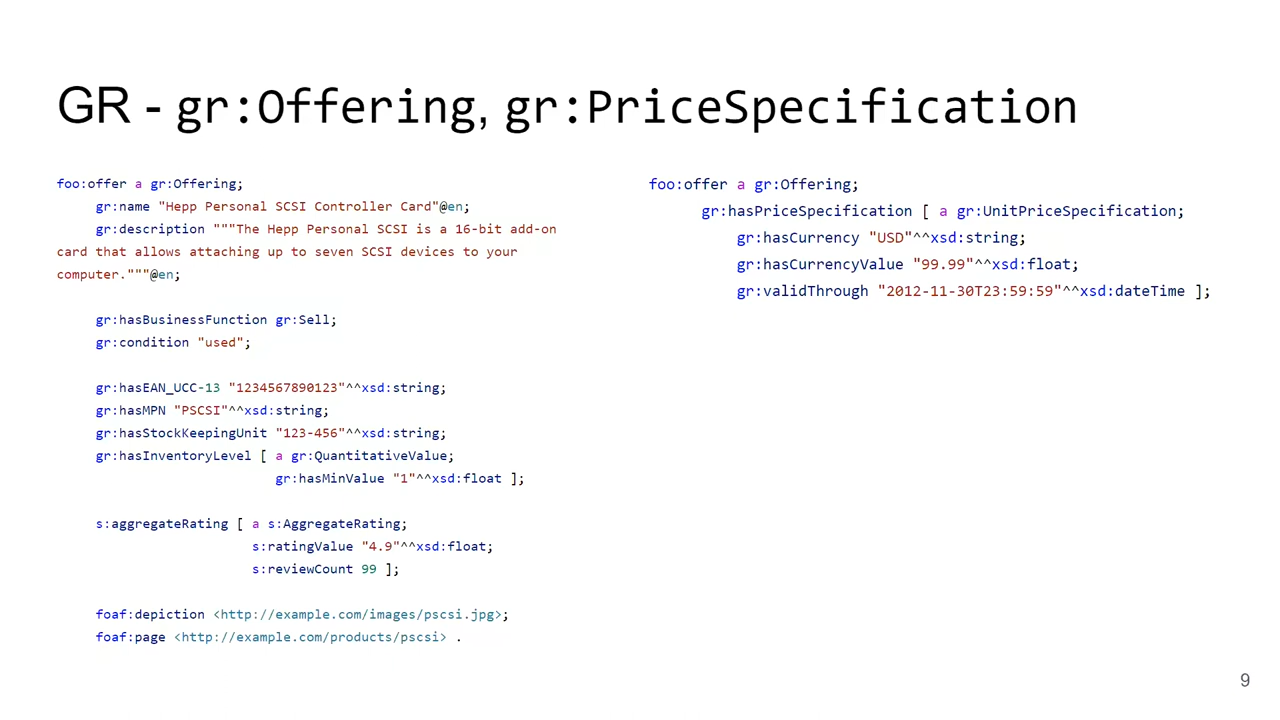 GR - gr:Offering, gr:PriceSpecification
foo:offer a gr:Offering;
gr:name "Hepp Personal SCSI Controller Card"@en;
gr:description """The Hepp Personal SCSI is a 16-bit add-on
card that allows attaching up to seven SCSI devices to your
computer."""@en;
gr:hasBusinessFunction gr:Sell;
gr:condition "used";
gr:hasEAN_UCC-13 "1234567890123"^^xsd:string;
gr:hasMPN "PSCSI"^^xsd:string;
gr:hasStockKeepingUnit "123-456"^^xsd:string;
gr:hasInventoryLevel [ a gr:QuantitativeValue;
gr:hasMinValue "1"^^xsd:float ];
s:aggregateRating [ a s:AggregateRating;
s:ratingValue "4.9"^^xsd:float;
s:reviewCount 99 ];
foaf:depiction <http://example.com/images/pscsi.jpg>;
foaf:page <http://example.com/products/pscsi> .
foo:offer a gr:Offering;
gr:hasPriceSpecification [ a gr:UnitPriceSpecification;
gr:hasCurrency "USD"^^xsd:string;
gr:hasCurrencyValue "99.99"^^xsd:float;
gr:validThrough "2012-11-30T23:59:59"^^xsd:dateTime ];
9